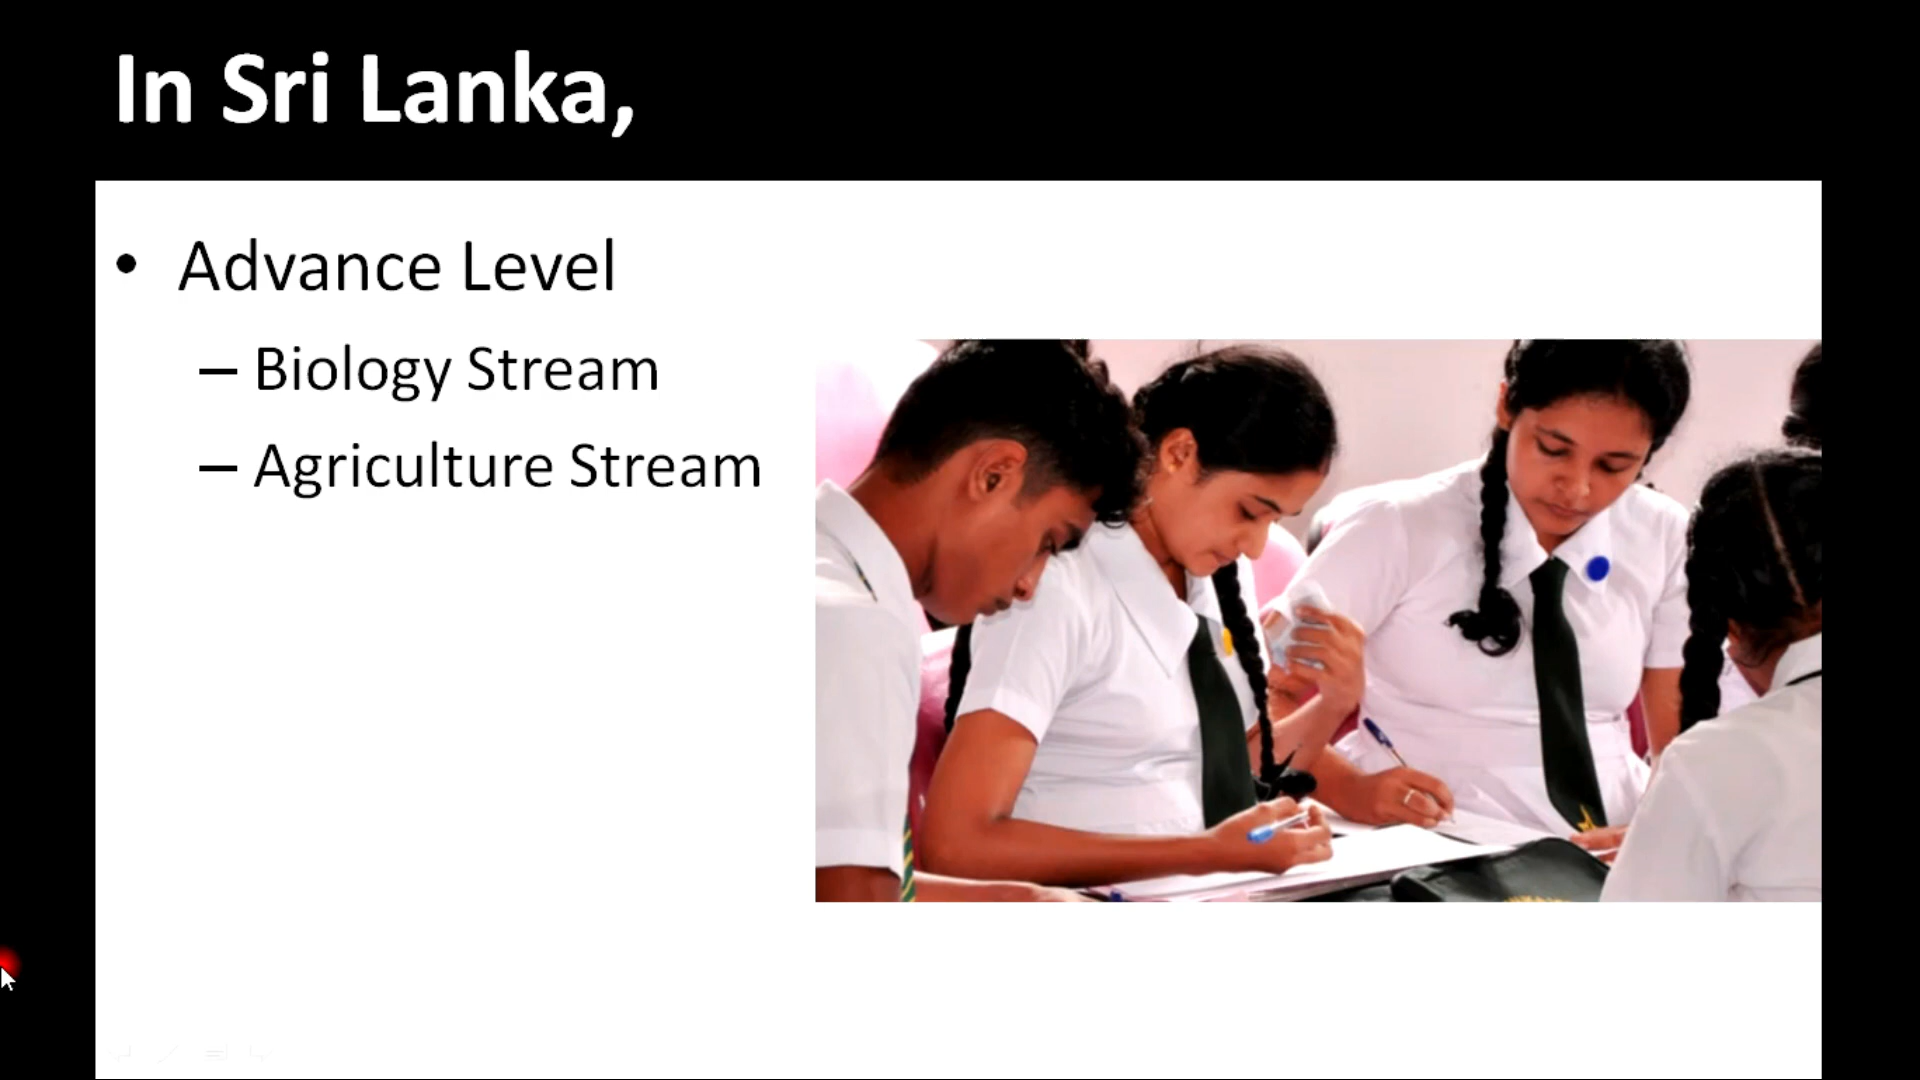 In Sri Lanka,
• Advance Level
– Biology Stream
– Agriculture Stream